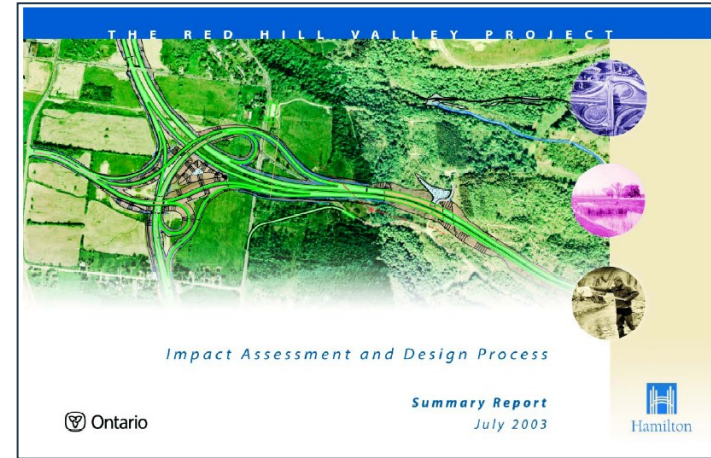 THE RED HILL VALLEY PROJECT
Impact Assessment and Design Process
Summary Report
July 2003
Ontario
Hamilton